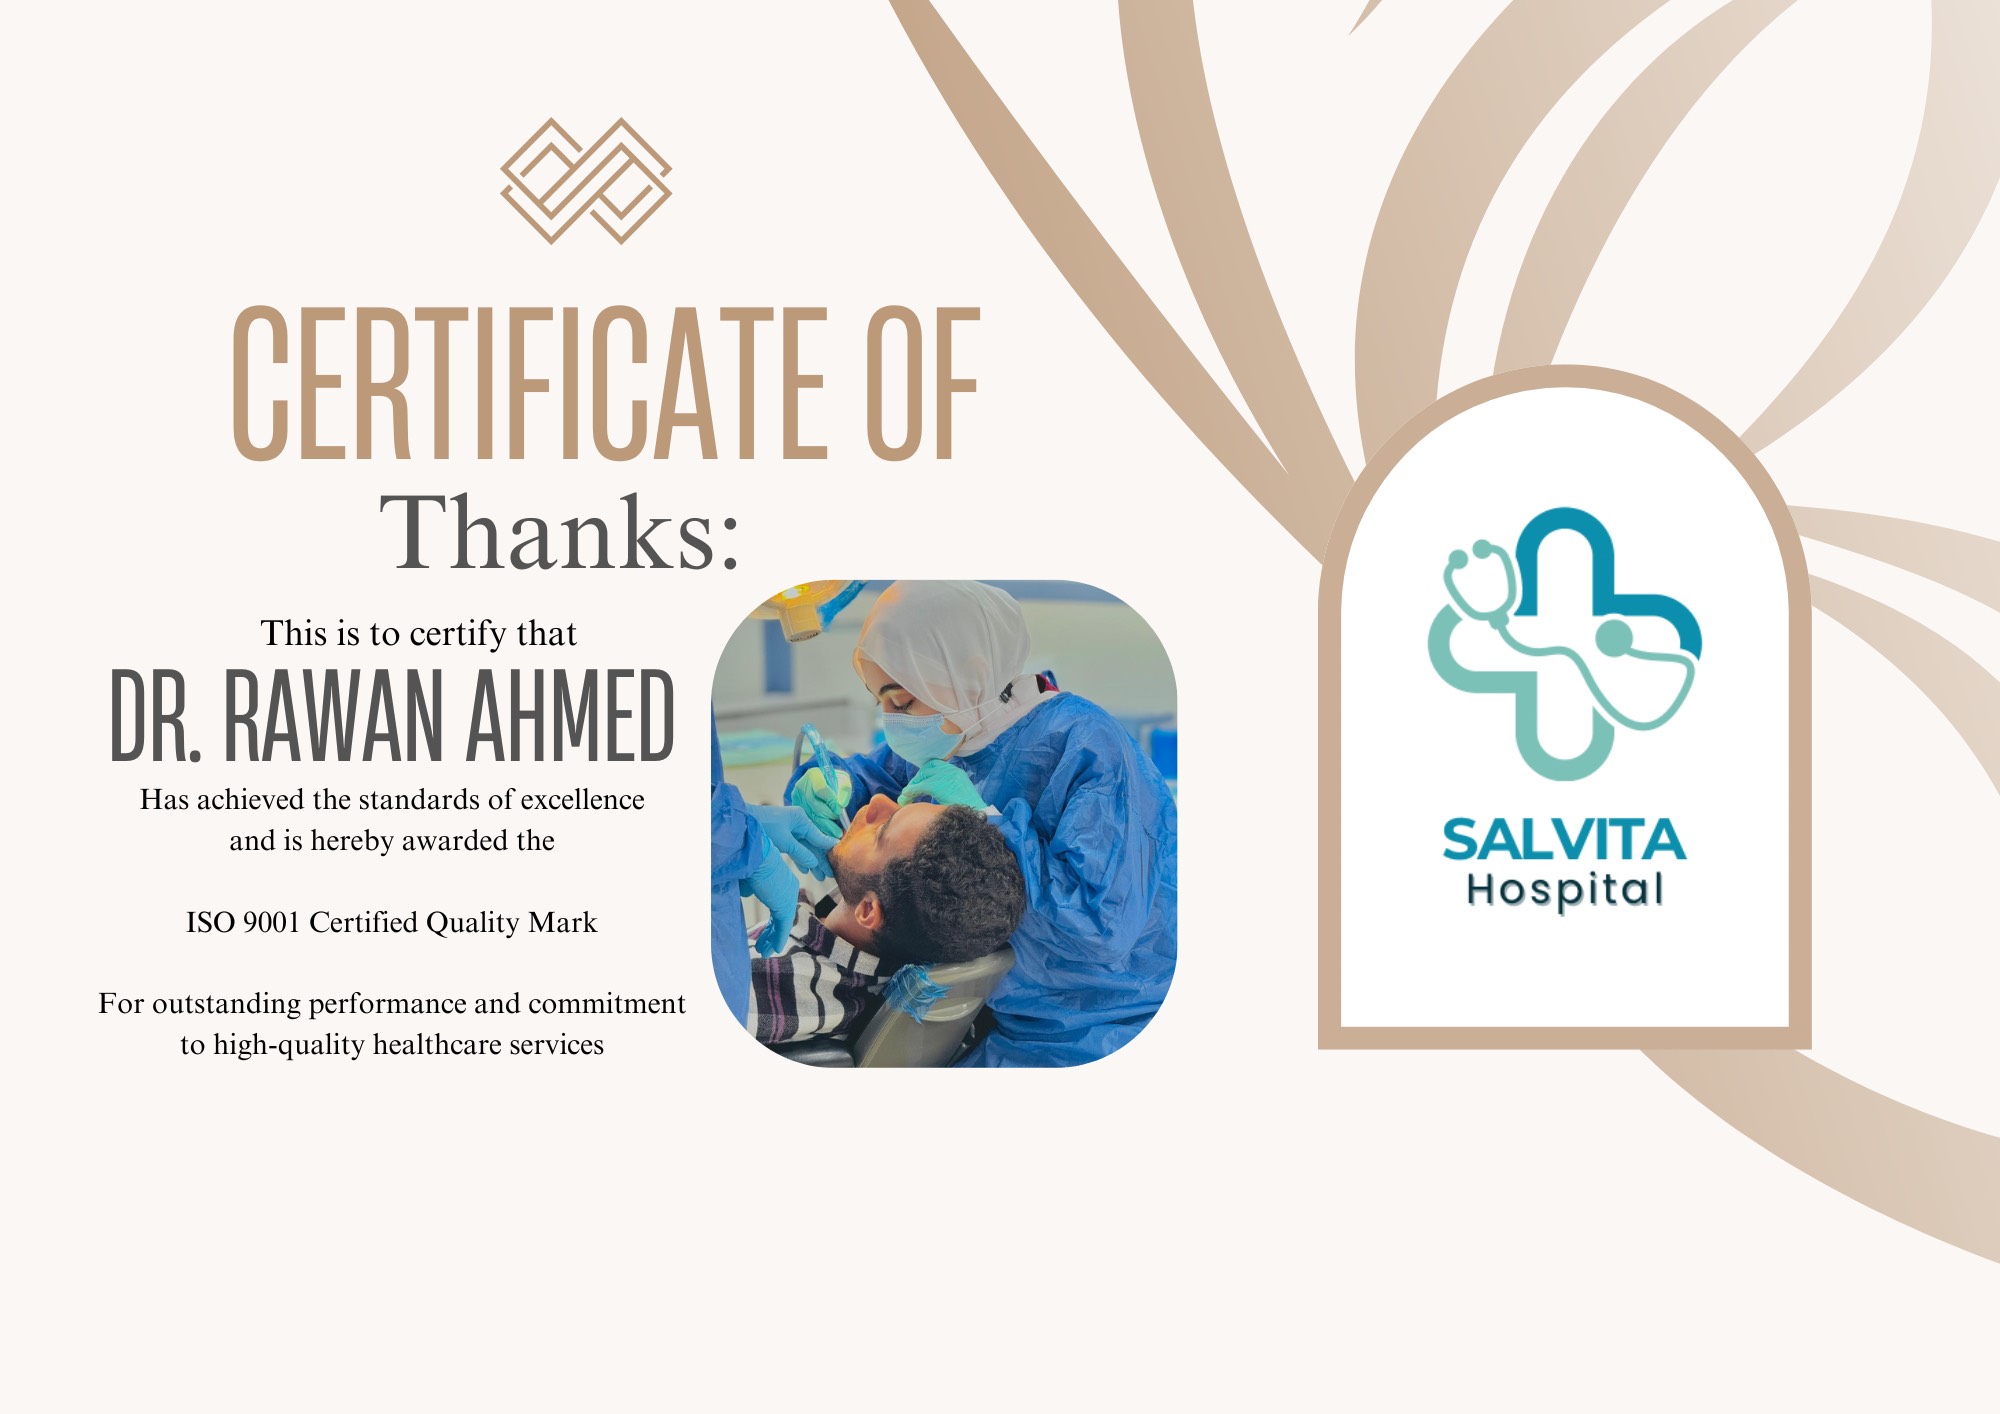 CERTIFICATE OF
Thanks:
This is to certify that
DR. RAWAN AHMED
Has achieved the standards of excellence
and is hereby awarded the
ISO 9001 Certified Quality Mark
For outstanding performance and commitment
to high-quality healthcare services
SALVITA
Hospital